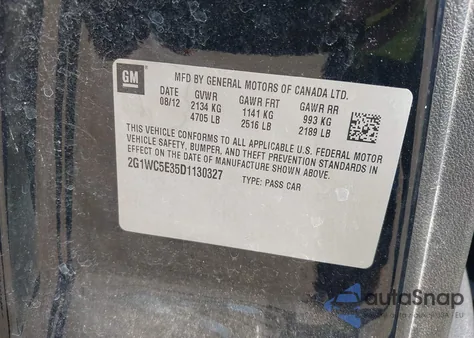 GM
MFD BY GENERAL MOTORS OF CANADA LTD.
DATE GVWR GAWR FRT GAWR RR
08/12 2134 KG 1141 KG 993 KG
4705 LB 2516 LB 2189 LB
THIS VEHICLE CONFORMS TO ALL APPLICABLE U.S. FEDERAL MOTOR
VEHICLE SAFETY, BUMPER, AND THEFT PREVENTION STANDARDS IN
EFFECT ON THE DATE OF MANUFACTURE SHOWN ABOVE.
2G1WC5E35D1130327 TYPE: PASS CAR
autaSnap